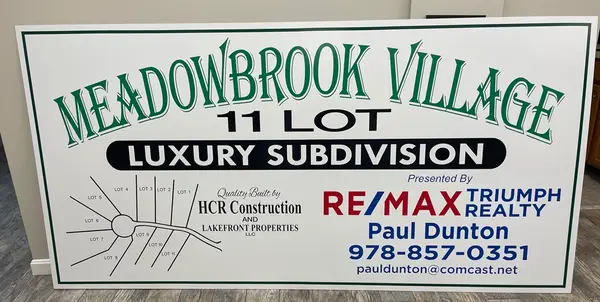 MEADOWBROOK VILLAGE
11 LOT
LUXURY SUBDIVISION
Presented By
RE/MAX TRIUMPH REALTY
Paul Dunton
978-857-0351
pauldunton@comcast.net
Quality Built by
HCR Construction
AND
LAKEFRONT PROPERTIES
LLC
LOT 5
LOT 4
LOT 3
LOT 2
LOT 1
LOT 6
LOT 7
LOT 8
LOT 9
LOT 10
LOT 11